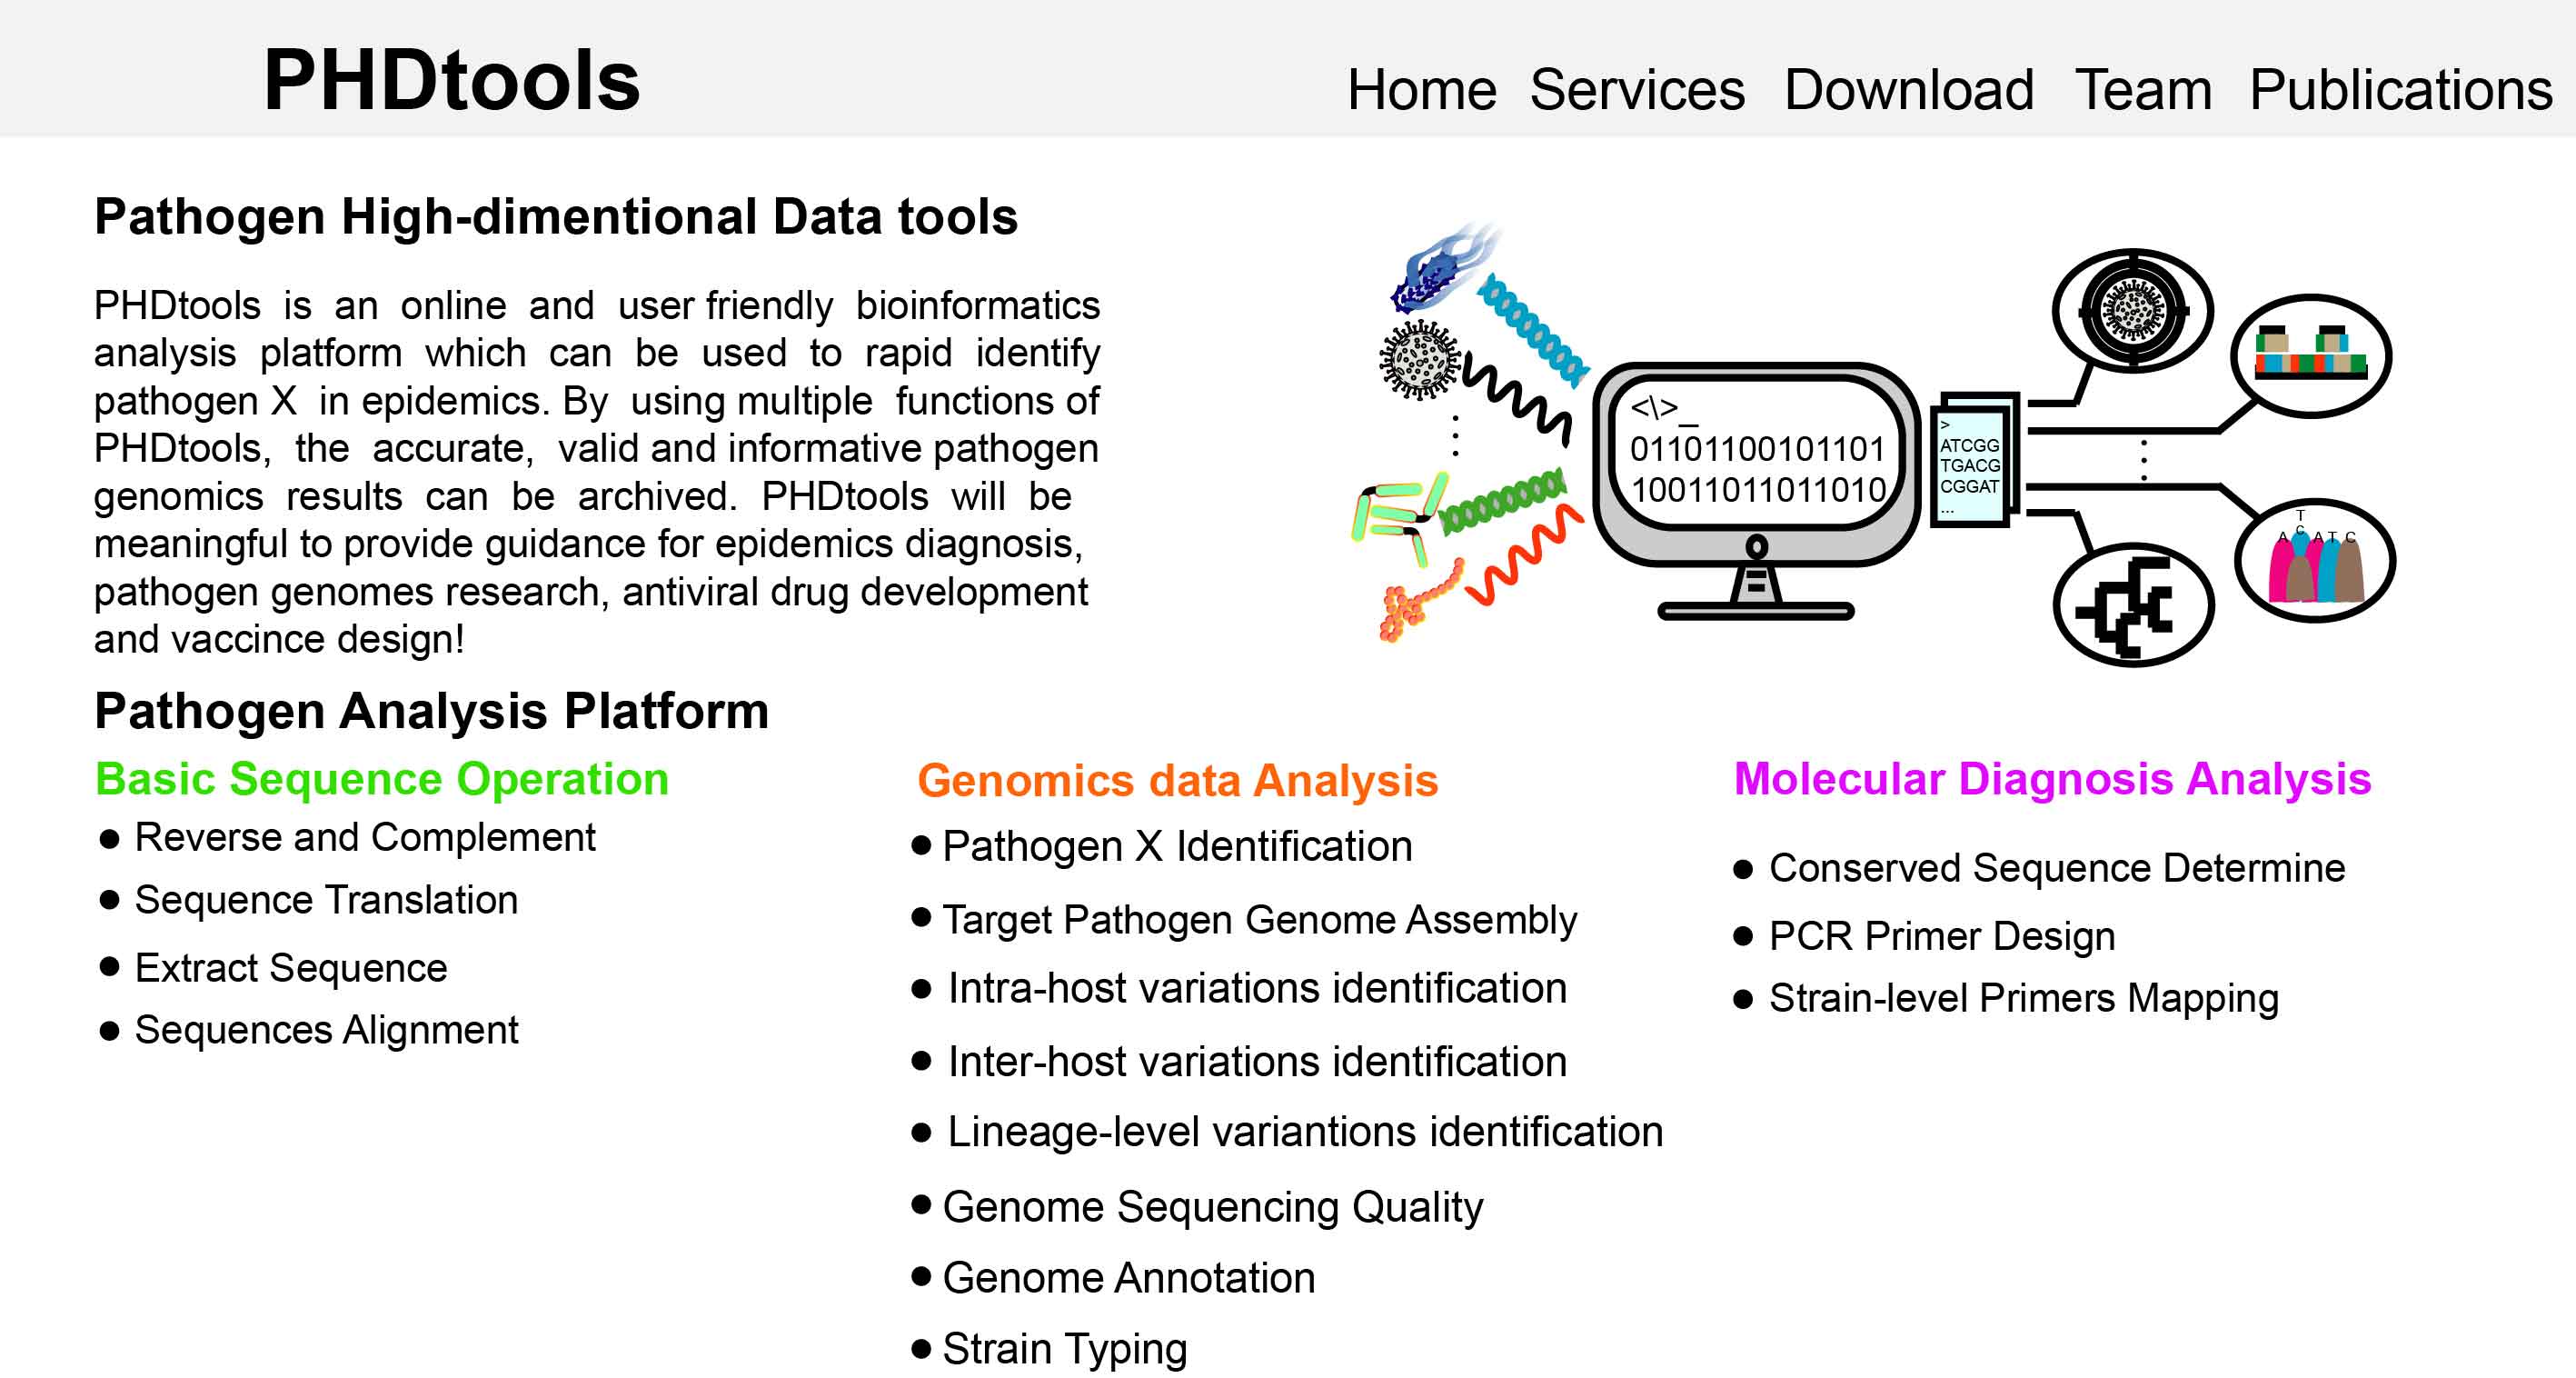 PHDtools
Home Services Download Team Publications
Pathogen High-dimentional Data tools
PHDtools is an online and user friendly bioinformatics
analysis platform which can be used to rapid identify
pathogen X in epidemics. By using multiple functions of
PHDtools, the accurate, valid and informative pathogen
genomics results can be archived. PHDtools will be
meaningful to provide guidance for epidemics diagnosis,
pathogen genomes research, antiviral drug development
and vaccince design!
<\>_
01101100101101
10011011011010
>
ATCGG
TGACG
CGGAT
...
T
C
A A T C
Pathogen Analysis Platform
Basic Sequence Operation
● Reverse and Complement
● Sequence Translation
● Extract Sequence
● Sequences Alignment
Genomics data Analysis
● Pathogen X Identification
● Target Pathogen Genome Assembly
● Intra-host variations identification
● Inter-host variations identification
● Lineage-level variantions identification
● Genome Sequencing Quality
● Genome Annotation
● Strain Typing
Molecular Diagnosis Analysis
● Conserved Sequence Determine
● PCR Primer Design
● Strain-level Primers Mapping